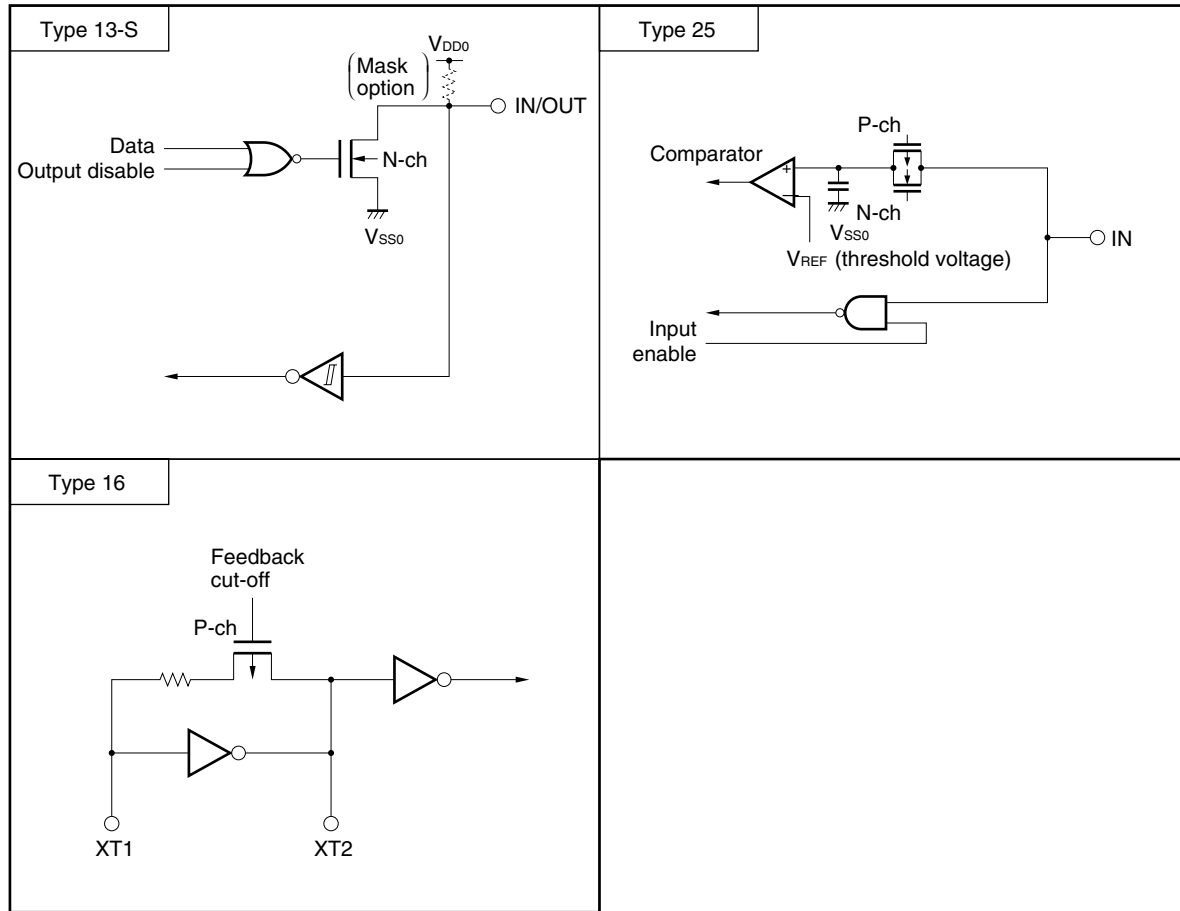 Type 13-S
VDD0
(Mask
option)
IN/OUT
Data
Output disable
N-ch
VSS0
Type 25
P-ch
Comparator
+
−
N-ch
VSS0
IN
VREF (threshold voltage)
Input
enable
Type 16
Feedback
cut-off
P-ch
XT1
XT2